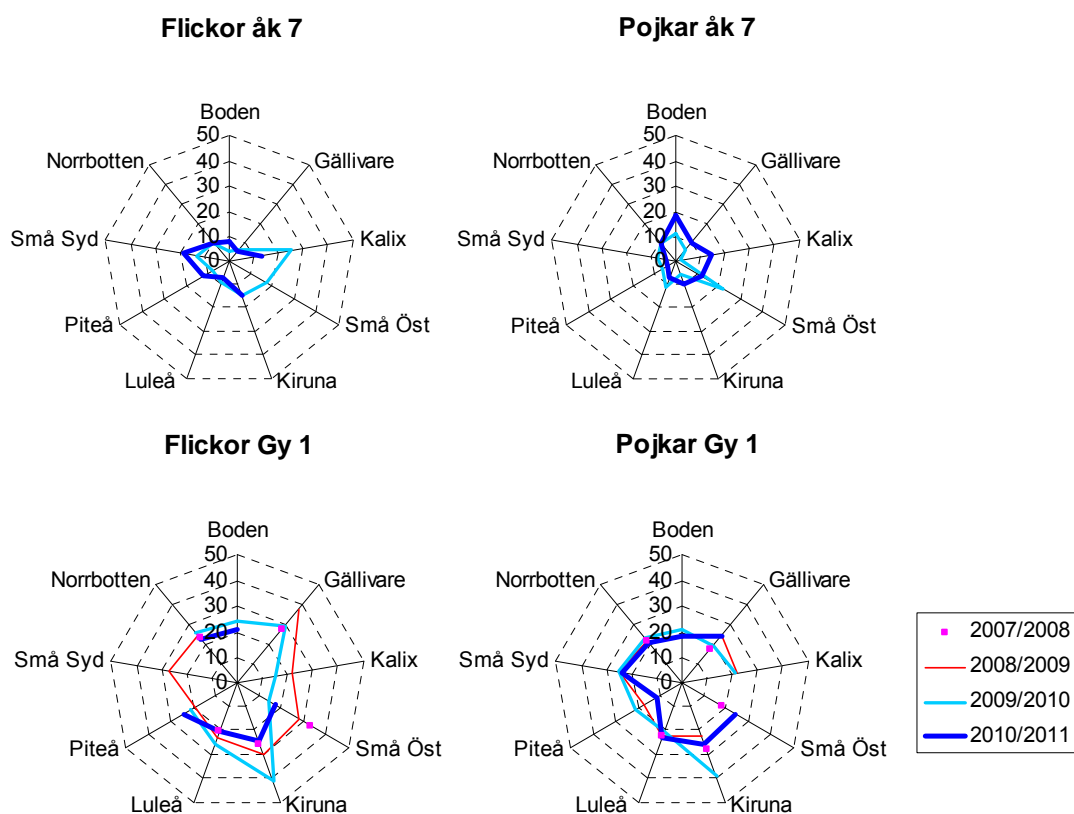 Flickor åk 7
Pojkar åk 7
Boden
50
40
30
20
10
0
Gällivare
Kalix
Små Öst
Kiruna
Luleå
Piteå
Små Syd
Norrbotten
Boden
50
40
30
20
10
0
Gällivare
Kalix
Små Öst
Kiruna
Luleå
Piteå
Små Syd
Norrbotten
Flickor Gy 1
Pojkar Gy 1
Boden
50
40
30
20
10
0
Gällivare
Kalix
Små Öst
Kiruna
Luleå
Piteå
Små Syd
Norrbotten
Boden
50
40
30
20
10
0
Gällivare
Kalix
Små Öst
Kiruna
Luleå
Piteå
Små Syd
Norrbotten
2007/2008
2008/2009
2009/2010
2010/2011